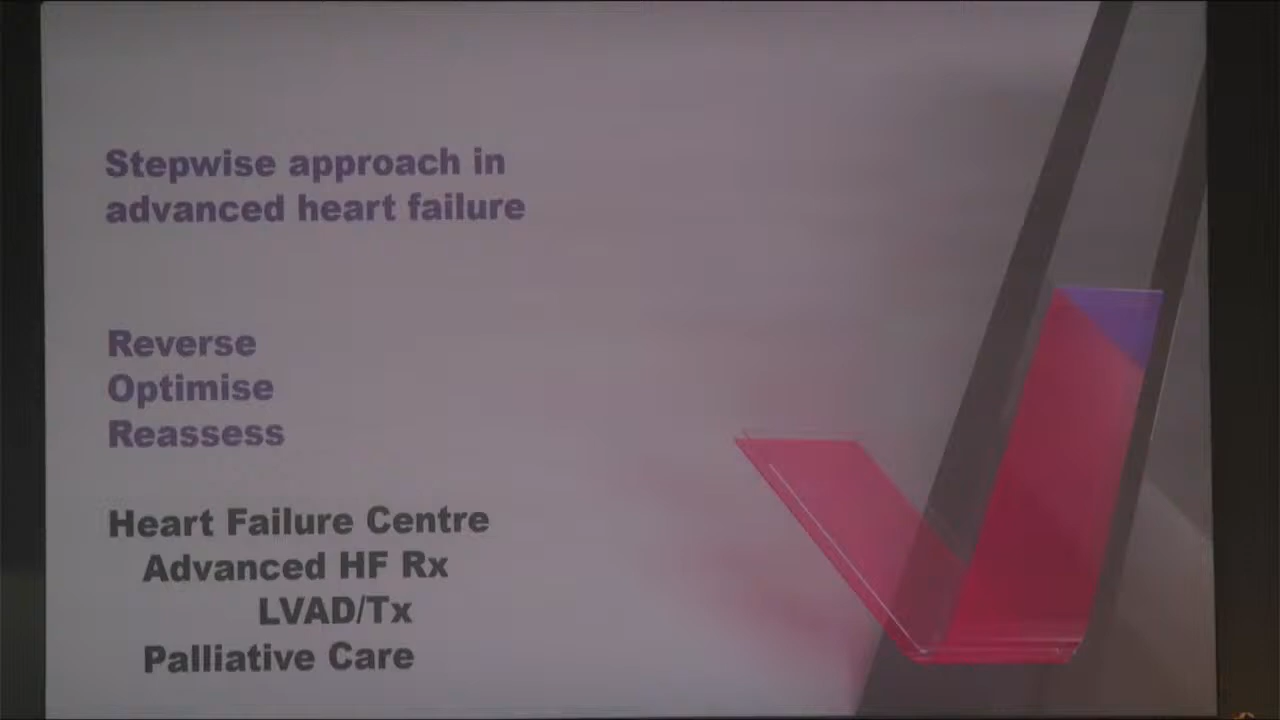 Stepwise approach in
advanced heart failure
Reverse
Optimise
Reassess
Heart Failure Centre
Advanced HF Rx
LVAD/Tx
Palliative Care